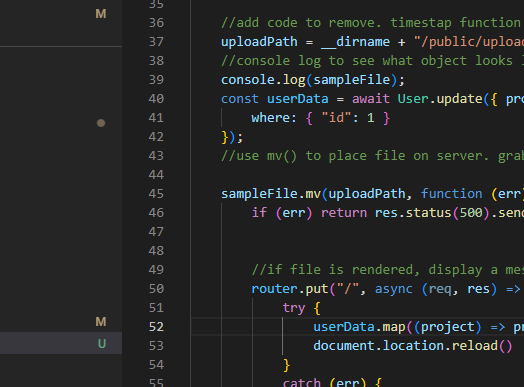 35
M
36 //add code to remove. timestap function
37 uploadPath = __dirname + "/public/upload
38 //console log to see what object looks
39 console.log(sampleFile);
40 const userData = await User.update({ pro
41 where: { "id": 1 }
42 });
43 //use mv() to place file on server. gra
44
45 sampleFile.mv(uploadPath, function (err
46 if (err) return res.status(500).send
47
48
49 //if file is rendered, display a mes
50 router.put("/", async (req, res) =>
51 try {
M
52 userData.map((project) => p
53 document.location.reload()
U
54 }
55 catch (err) {